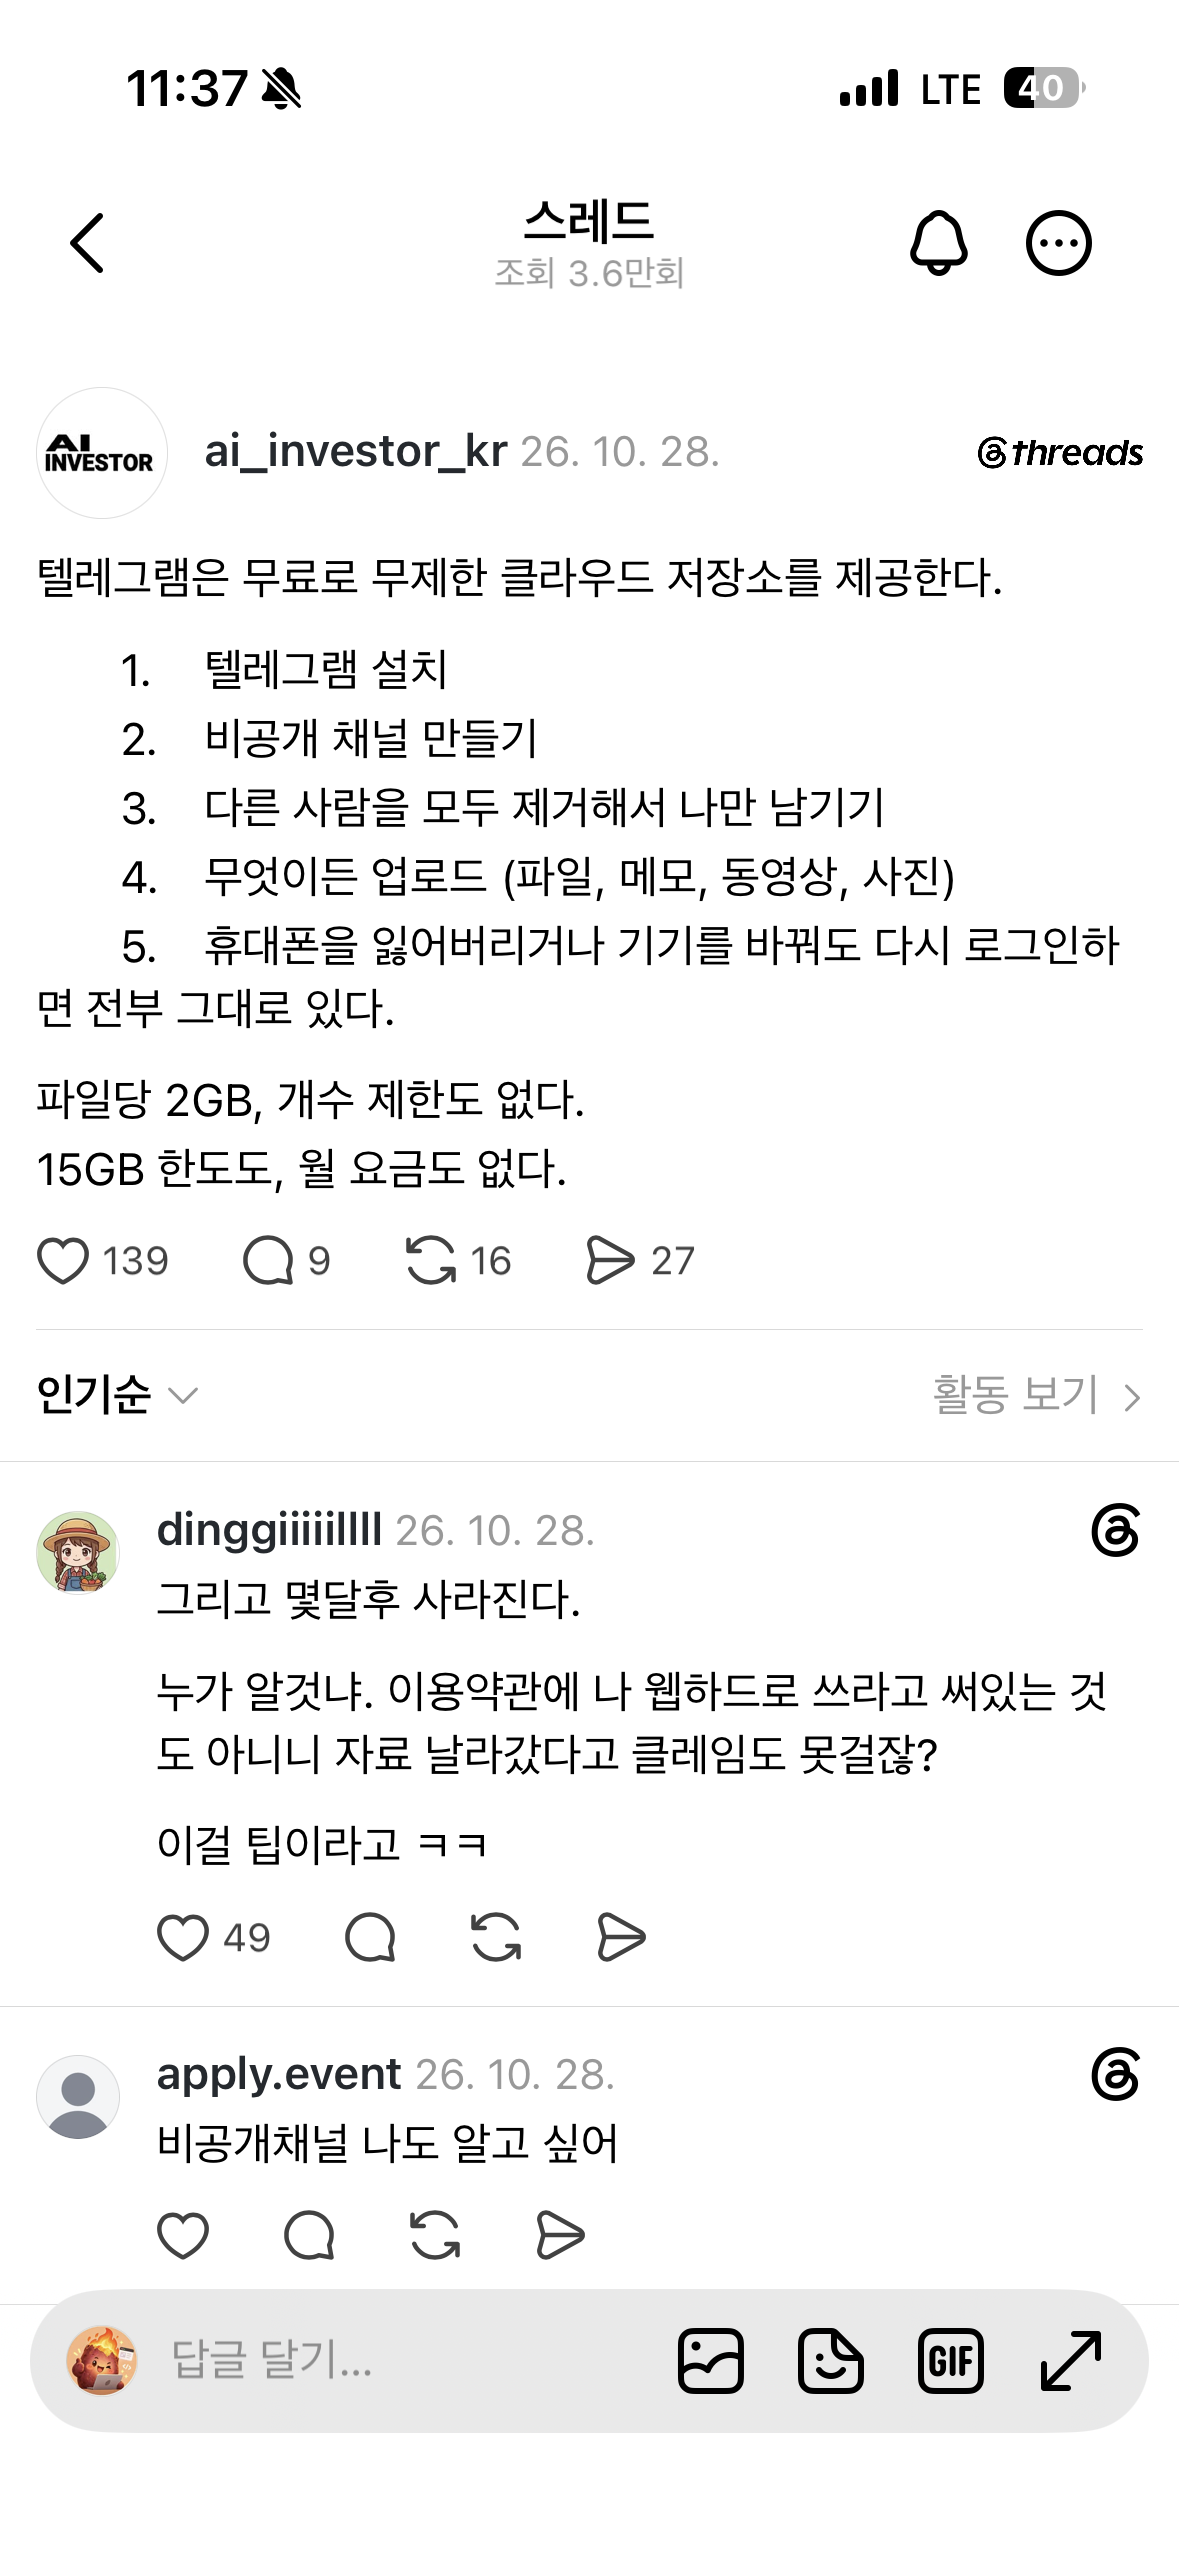 11:37
LTE 40
스레드
조회 3.6만회
AI
INVESTOR
ai_investor_kr 26. 10. 28.
threads
텔레그램은 무료로 무제한 클라우드 저장소를 제공한다.
1. 텔레그램 설치
2. 비공개 채널 만들기
3. 다른 사람을 모두 제거해서 나만 남기기
4. 무엇이든 업로드 (파일, 메모, 동영상, 사진)
5. 휴대폰을 잃어버리거나 기기를 바꿔도 다시 로그인하
면 전부 그대로 있다.
파일당 2GB, 개수 제한도 없다.
15GB 한도도, 월 요금도 없다.
139 9 16 27
인기순
활동 보기
dinggiiiiillll 26. 10. 28.
그리고 몇달후 사라진다.
누가 알것냐. 이용약관에 나 웹하드로 쓰라고 써있는 것
도 아니니 자료 날라갔다고 클레임도 못걸잖?
이걸 팁이라고 ㅋㅋ
49
apply.event 26. 10. 28.
비공개채널 나도 알고 싶어
답글 달기...
GIF